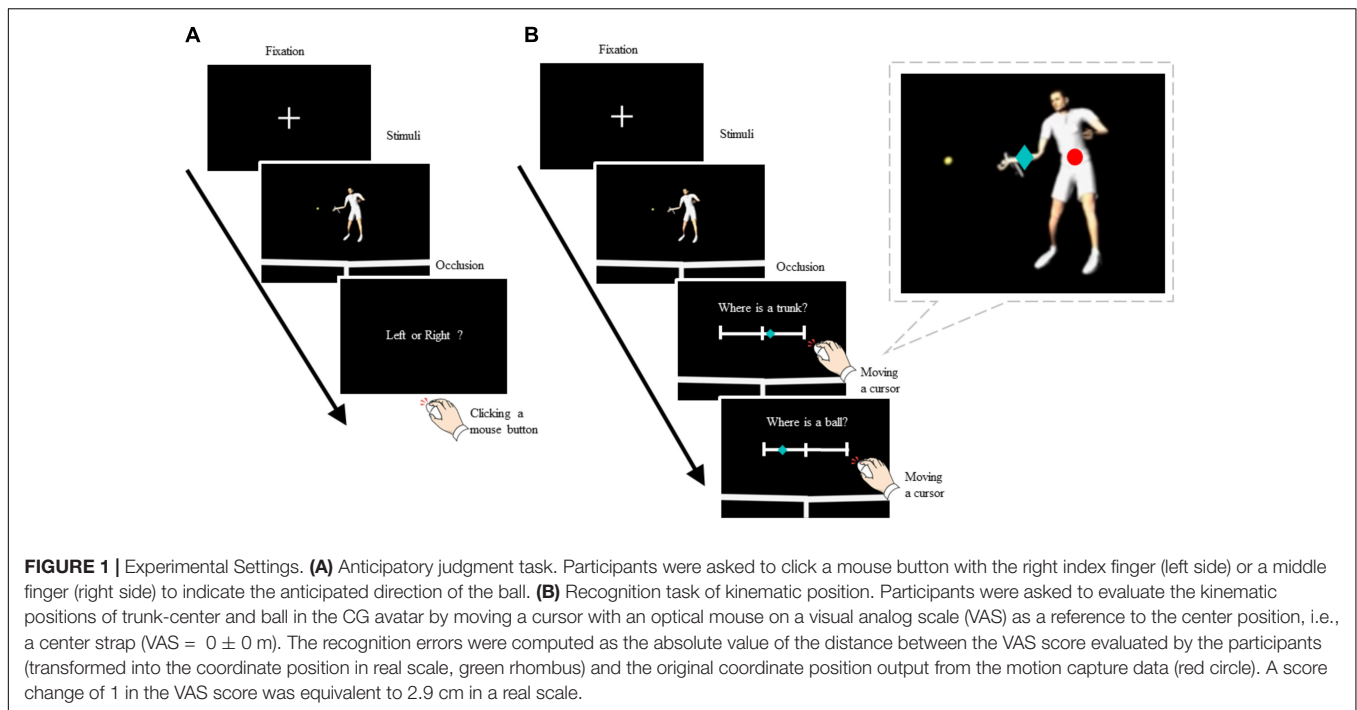 A
B
Fixation
Fixation
Stimuli
Stimuli
Occlusion
Occlusion
Left or Right ?
Clicking a
mouse button
Where is a trunk?
Moving
a cursor
Where is a ball?
Moving
a cursor
FIGURE 1 | Experimental Settings. (A) Anticipatory judgment task. Participants were asked to click a mouse button with the right index finger (left side) or a middle
finger (right side) to indicate the anticipated direction of the ball. (B) Recognition task of kinematic position. Participants were asked to evaluate the kinematic
positions of trunk-center and ball in the CG avatar by moving a cursor with an optical mouse on a visual analog scale (VAS) as a reference to the center position, i.e.,
a center strap (VAS = 0 ± 0 m). The recognition errors were computed as the absolute value of the distance between the VAS score evaluated by the participants
(transformed into the coordinate position in real scale, green rhombus) and the original coordinate position output from the motion capture data (red circle). A score
change of 1 in the VAS score was equivalent to 2.9 cm in a real scale.